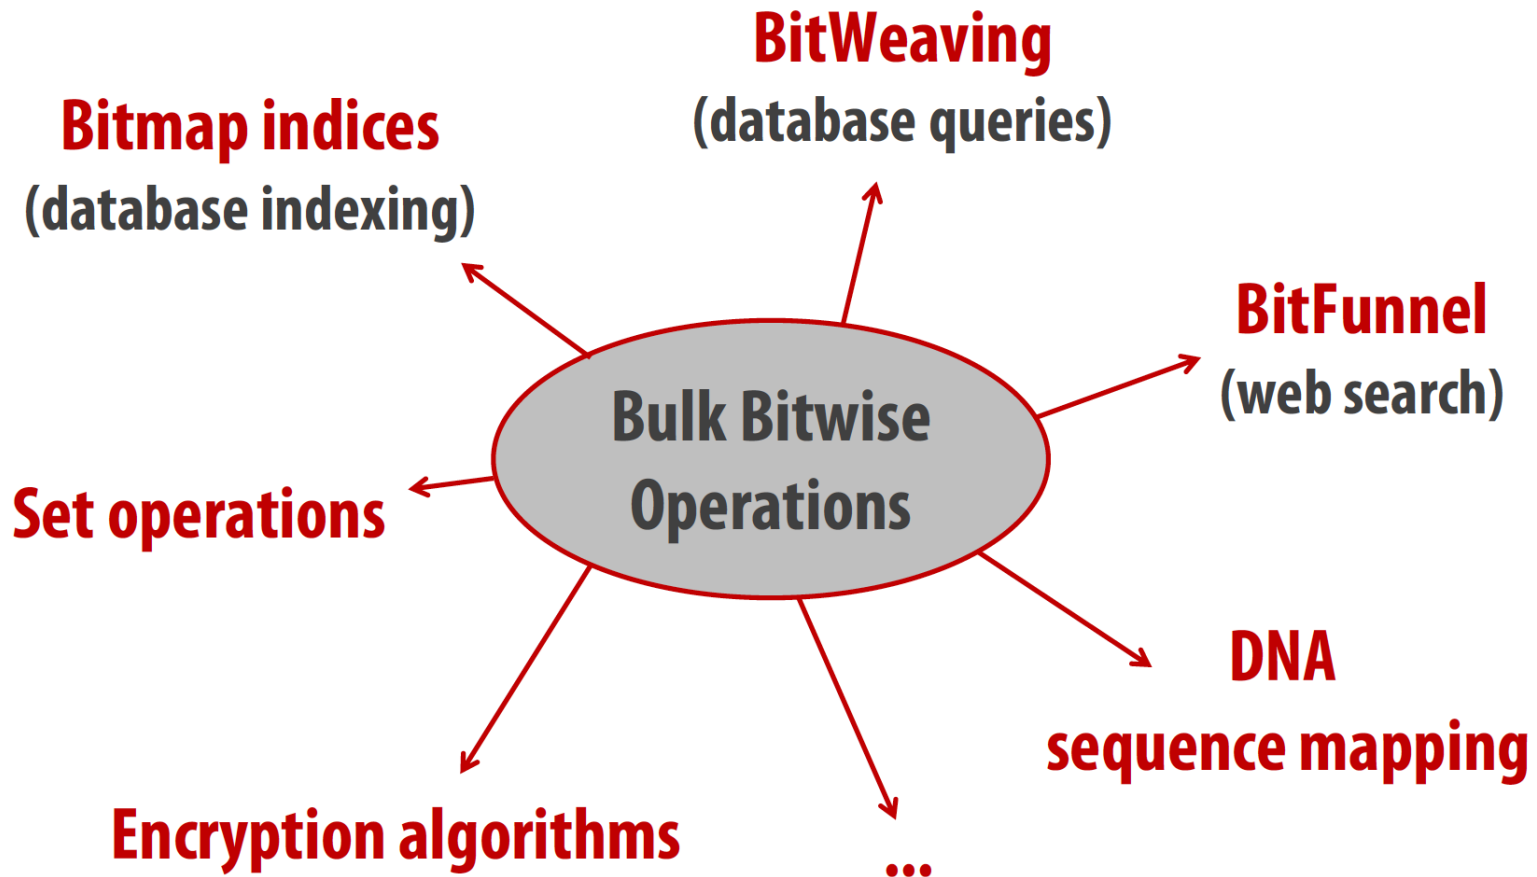 BitWeaving
(database queries)
Bitmap indices
(database indexing)
BitFunnel
(web search)
Bulk Bitwise
Operations
Set operations
DNA
sequence mapping
Encryption algorithms
...